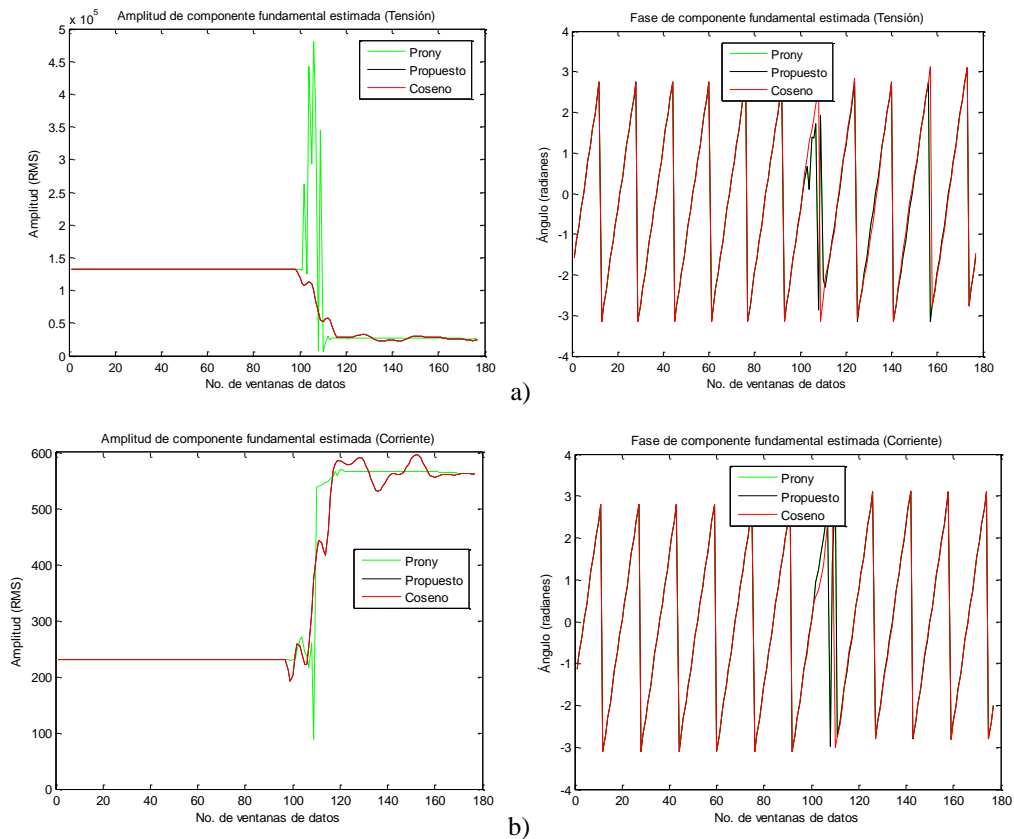 Amplitud de componente fundamental estimada (Tensión)
x 10^5
Amplitud (RMS)
5
4.5
4
3.5
3
2.5
2
1.5
1
0.5
0
Prony
Propuesto
Coseno
0 20 40 60 80 100 120 140 160 180
No. de ventanas de datos
Fase de componente fundamental estimada (Tensión)
Ángulo (radianes)
4
3
2
1
0
-1
-2
-3
-4
Prony
Propuesto
Coseno
0 20 40 60 80 100 120 140 160 180
No. de ventanas de datos
a)
Amplitud de componente fundamental estimada (Corriente)
Amplitud (RMS)
600
500
400
300
200
100
0
Prony
Propuesto
Coseno
0 20 40 60 80 100 120 140 160 180
No. de ventanas de datos
Fase de componente fundamental estimada (Corriente)
Ángulo (radianes)
4
3
2
1
0
-1
-2
-3
-4
Prony
Propuesto
Coseno
0 20 40 60 80 100 120 140 160 180
No. de ventanas de datos
b)